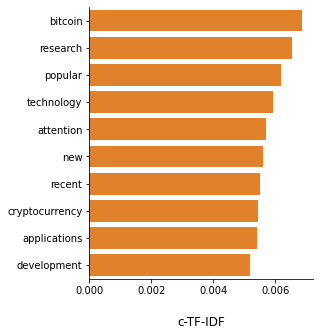 bitcoin
research
popular
technology
attention
new
recent
cryptocurrency
applications
development
0.000 0.002 0.004 0.006
c-TF-IDF